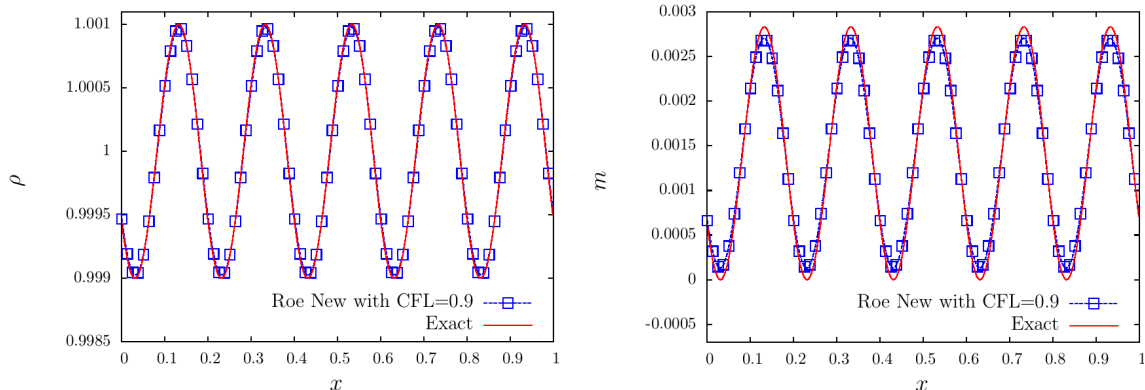 1.001
1.0005
1
0.9995
0.999
0.9985
ρ
0 0.1 0.2 0.3 0.4 0.5 0.6 0.7 0.8 0.9 1
x
Roe New with CFL=0.9
Exact
0.003
0.0025
0.002
0.0015
0.001
0.0005
0
-0.0005
m
0 0.1 0.2 0.3 0.4 0.5 0.6 0.7 0.8 0.9 1
x
Roe New with CFL=0.9
Exact